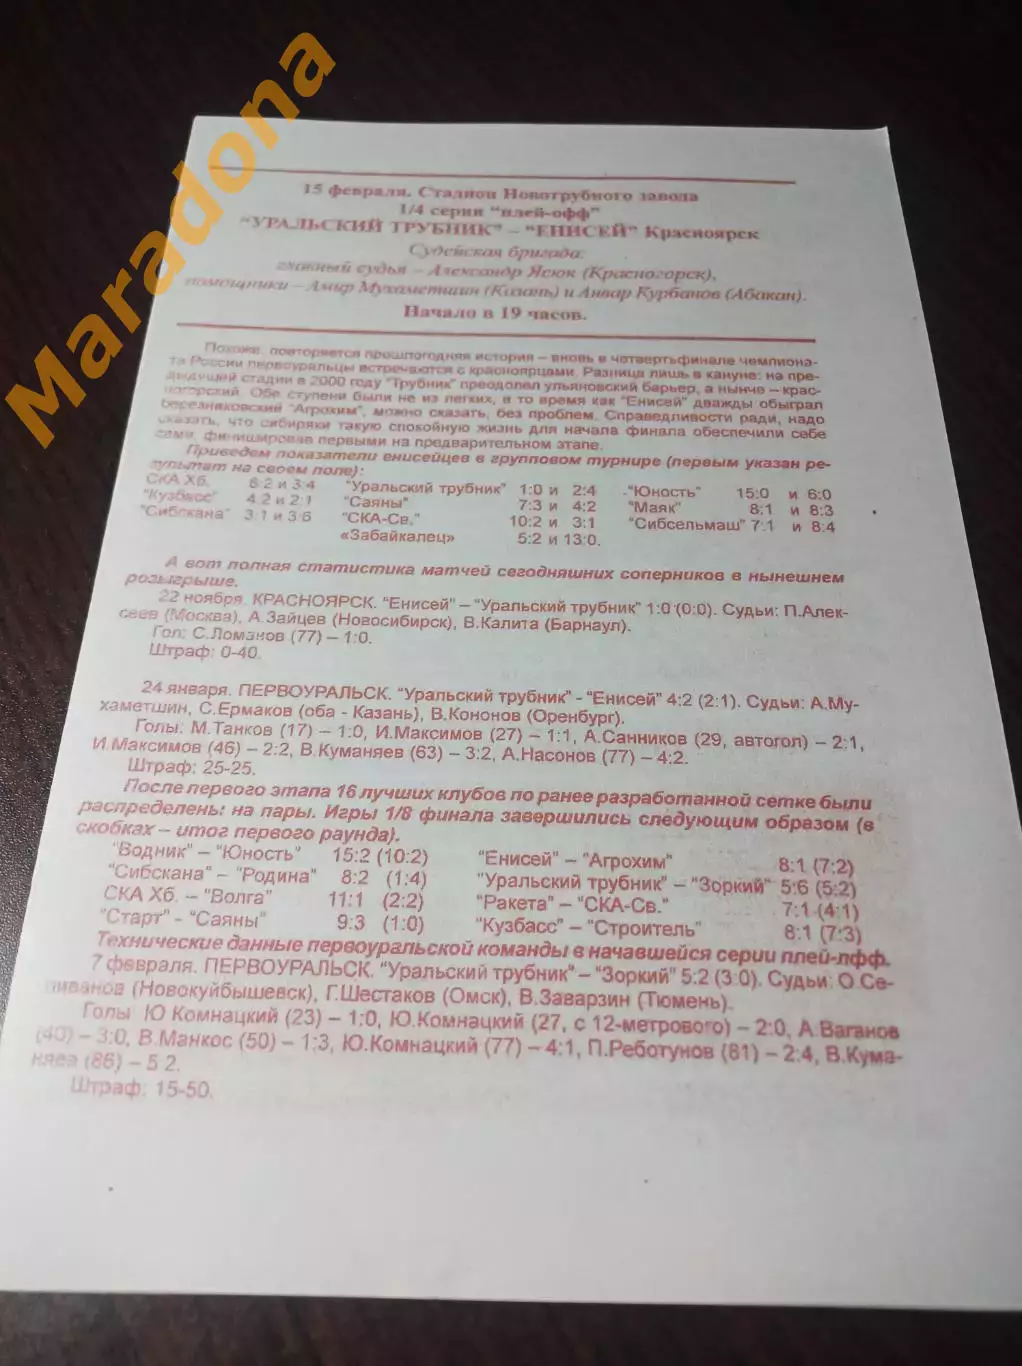 Maradona
15 февраля. Стадион Новотрубного завода
1/4 серии "плей-офф"
"УРАЛЬСКИЙ ТРУБНИК" – "ЕНИСЕЙ" Красноярск
Судейская бригада:
главный судья – Александр Ясюк (Красногорск),
помощники – Амир Мухаметшин (Казань) и Анвар Курбанов (Абакан).
Начало в 19 часов.
Похоже, повторяется прошлогодняя история – вновь в четвертьфинале чемпиона-
та России первоуральцы встречаются с красноярцами. Разница лишь в кануне: на пре-
дыдущей стадии в 2000 году "Трубник" преодолел ульяновский барьер, а нынче – крас-
ногорский. Обе ступени были не из легких, в то время как "Енисей" дважды обыграл
березниковский "Агрохим", можно сказать, без проблем. Справедливости ради, надо
сказать, что сибиряки такую спокойную жизнь для начала финала обеспечили себе
сами, финишировав первыми на предварительном этапе.
Приведем показатели енисейцев в групповом турнире (первым указан ре-
зультат на своем поле):
СКА Хб. 6:2 и 3:4 "Уральский трубник" 1:0 и 2:4 "Юность" 15:0 и 6:0
"Кузбасс" 4:2 и 2:1 "Саяны" 7:3 и 4:2 "Маяк" 8:1 и 8:3
"Сибскана" 3:1 и 3:6 "СКА-Св." 10:2 и 3:1 "Сибсельмаш" 7:1 и 8:4
«Забайкалец» 5:2 и 13:0.
А вот полная статистика матчей сегодняшних соперников в нынешнем
розыгрыше.
22 ноября. КРАСНОЯРСК. "Енисей" – "Уральский трубник" 1:0 (0:0). Судьи: П.Алек-
сеев (Москва), А.Зайцев (Новосибирск), В.Калита (Барнаул).
Гол: С.Ломанов (77) – 1:0.
Штраф: 0-40.
24 января. ПЕРВОУРАЛЬСК. "Уральский трубник" - "Енисей" 4:2 (2:1). Судьи: А.Му-
хаметшин, С.Ермаков (оба - Казань), В.Кононов (Оренбург).
Голы: М.Танков (17) – 1:0, И.Максимов (27) – 1:1, А.Санников (29, автогол) – 2:1,
И.Максимов (46) – 2:2, В.Куманяев (63) – 3:2, А.Насонов (77) – 4:2.
Штраф: 25-25.
После первого этапа 16 лучших клубов по ранее разработанной сетке были
распределены на пары. Игры 1/8 финала завершились следующим образом (в
скобках – итог первого раунда).
"Водник" – "Юность" 15:2 (10:2) "Енисей" – "Агрохим" 8:1 (7:2)
"Сибскана" – "Родина" 8:2 (1:4) "Уральский трубник" – "Зоркий" 5:6 (5:2)
СКА Хб. – "Волга" 11:1 (2:2) "Ракета" – "СКА-Св." 7:1 (4:1)
"Старт" - "Саяны" 9:3 (1:0) "Кузбасс" – "Строитель" 8:1 (7:3)
Технические данные первоуральской команды в начавшейся серии плей-лфф.
7 февраля. ПЕРВОУРАЛЬСК. "Уральский трубник" – "Зоркий" 5:2 (3:0). Судьи: О.Се-
ливанов (Новокуйбышевск), Г.Шестаков (Омск), В.Заварзин (Тюмень).
Голы: Ю.Комнацкий (23) – 1:0, Ю.Комнацкий (27, с 12-метрового) – 2:0, А.Ваганов
(40) – 3:0, В.Манкос (50) – 1:3, Ю.Комнацкий (77) – 4:1, П.Реботунов (81) – 2:4, В.Кума-
няев (86) – 5:2.
Штраф: 15-50.